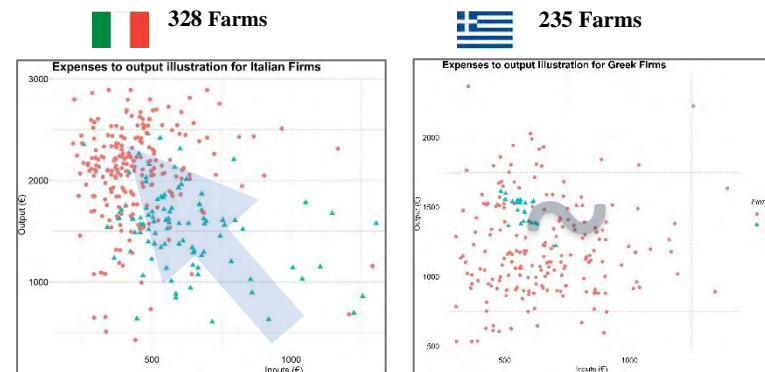 328 Farms
235 Farms
Expenses to output illustration for Italian Firms
3000
2000
1000
Output (€)
500
1000
Inputs (€)
Expenses to output illustration for Greek Firms
2000
1500
1000
500
Output (€)
500
1000
Inputs (€)